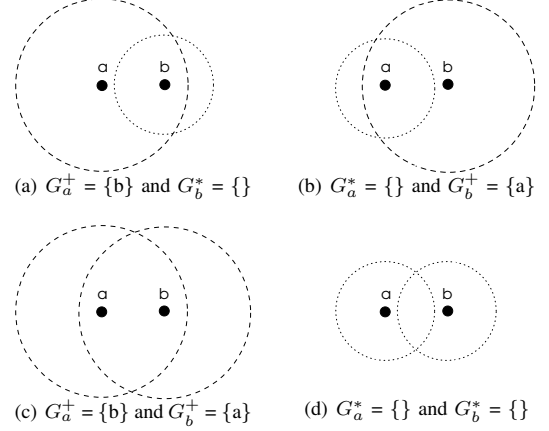 a b
a b
(a) $G_a^+ = \{b\}$ and $G_b^* = \{\}$
(b) $G_a^* = \{\}$ and $G_b^+ = \{a\}$
a b
a b
(c) $G_a^+ = \{b\}$ and $G_b^+ = \{a\}$
(d) $G_a^* = \{\}$ and $G_b^* = \{\}$